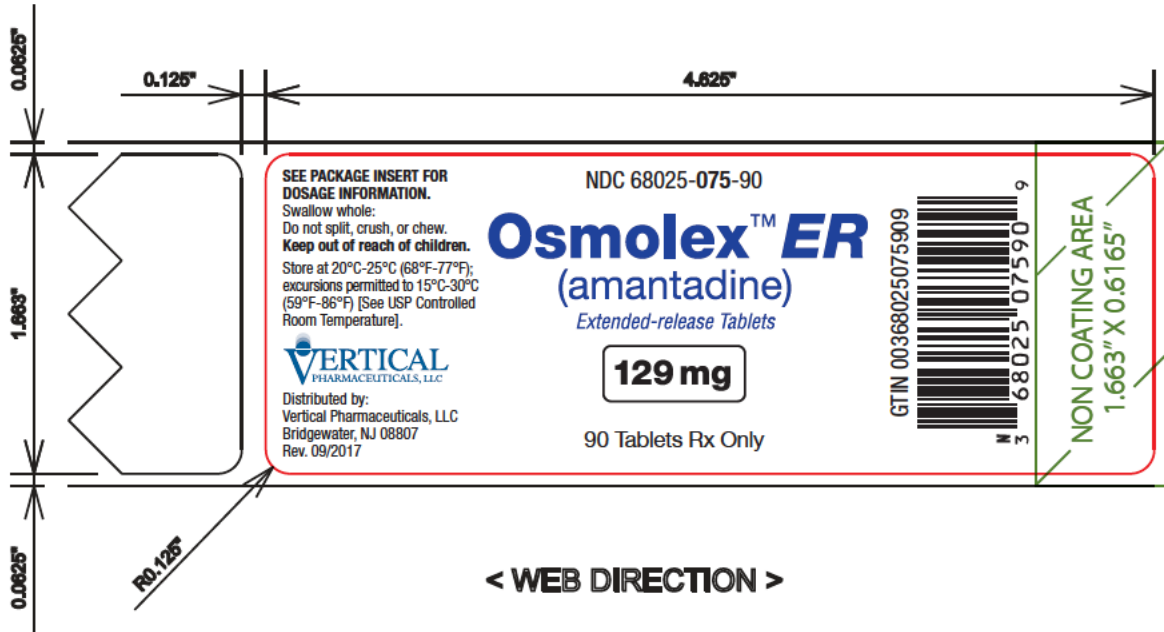 0.0625"
0.125"
4.625"
1.663"
SEE PACKAGE INSERT FOR
DOSAGE INFORMATION.
Swallow whole:
Do not split, crush, or chew.
Keep out of reach of children.
Store at 20°C-25°C (68°F-77°F);
excursions permitted to 15°C-30°C
(59°F-86°F) [See USP Controlled
Room Temperature].
VERTICAL
PHARMACEUTICALS, LLC
Distributed by:
Vertical Pharmaceuticals, LLC
Bridgewater, NJ 08807
Rev. 09/2017
NDC 68025-075-90
Osmolex™ ER
(amantadine)
Extended-release Tablets
129 mg
90 Tablets Rx Only
GTIN 00368025075909
N
3 68025 07590 9
NON COATING AREA
1.663" X 0.6165"
0.0625"
R0.125"
< WEB DIRECTION >